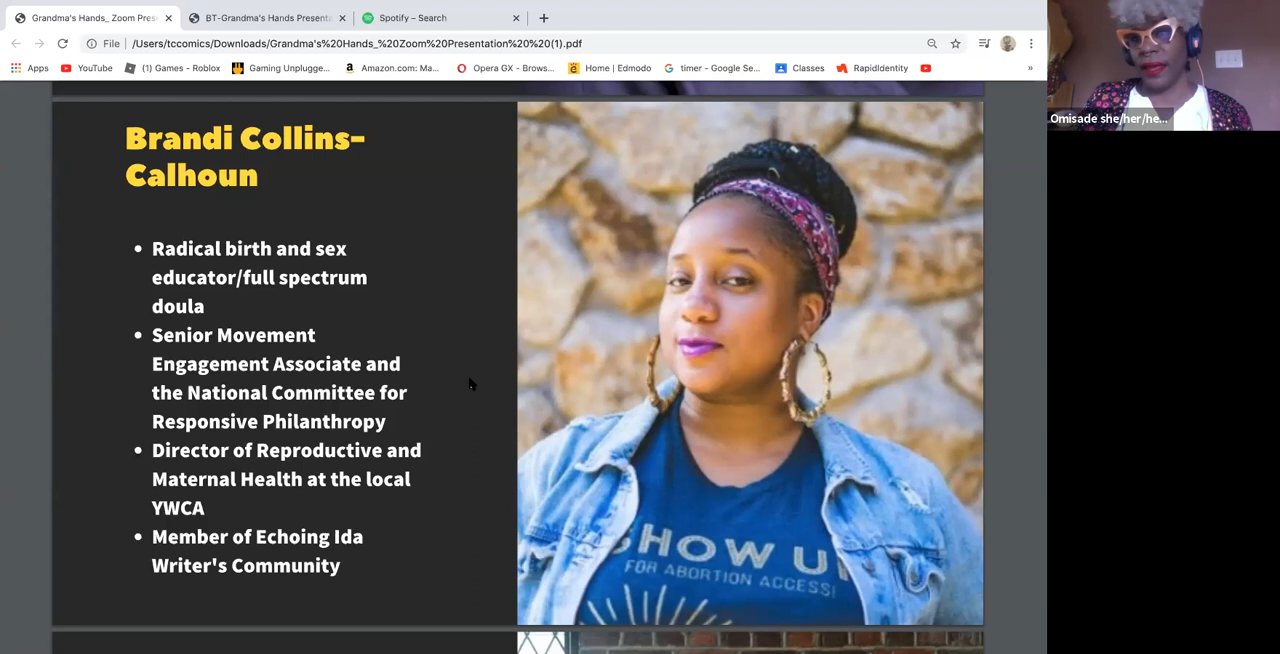 Grandma's Hands_ Zoom Pres
BT-Grandma's Hands Presenta
Spotify – Search
File
/Users/tccomics/Downloads/Grandma's%20Hands_%20Zoom%20Presentation%20%20(1).pdf
Apps
YouTube
(1) Games - Roblox
Gaming Unplugge...
Amazon.com: Ma...
Opera GX - Brows...
Home | Edmodo
timer - Google Se...
Classes
RapidIdentity
»
Omisade she/her/he...
Brandi Collins-
Calhoun
• Radical birth and sex
educator/full spectrum
doula
• Senior Movement
Engagement Associate and
the National Committee for
Responsive Philanthropy
• Director of Reproductive and
Maternal Health at the local
YWCA
• Member of Echoing Ida
Writer's Community
SHOW U
FOR ABORTION ACCESS!